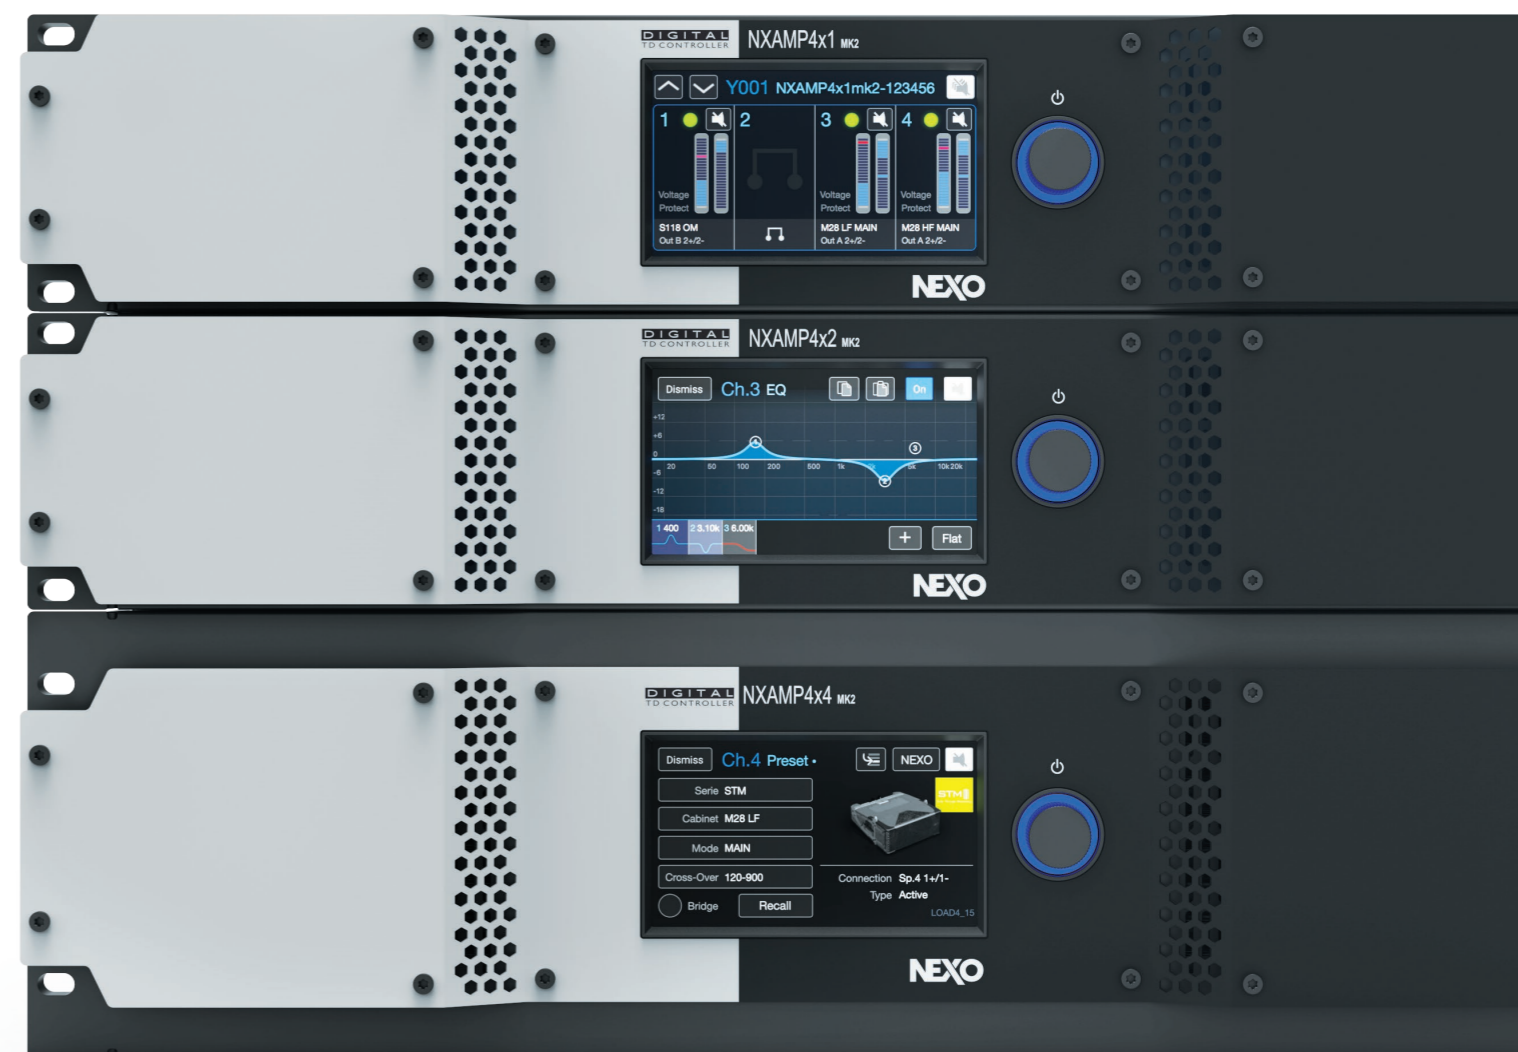 DIGITAL
TD CONTROLLER
NXAMP4x1 MK2
Y001 NXAMP4x1mk2-123456
1 2 3 4
Voltage Voltage Voltage
Protect Protect Protect
S118 OM M28 LF MAIN M28 HF MAIN
Out B 2+/2- Out A 2+/2- Out A 2+/2-
NEXO
DIGITAL
TD CONTROLLER
NXAMP4x2 MK2
Dismiss Ch.3 EQ On
+12
+6
3
0
20 50 100 200 500 1k 5k 10k 20k
-6
-12
-18
1 400 2 3.10k 3 6.00k
+ Flat
NEXO
DIGITAL
TD CONTROLLER
NXAMP4x4 MK2
Dismiss Ch.4 Preset • NEXO
Serie STM
STM
Cabinet M28 LF
Mode MAIN
Cross-Over 120-900
Connection Sp.4 1+/1-
Type Active
Bridge Recall
LOAD4_15
NEXO